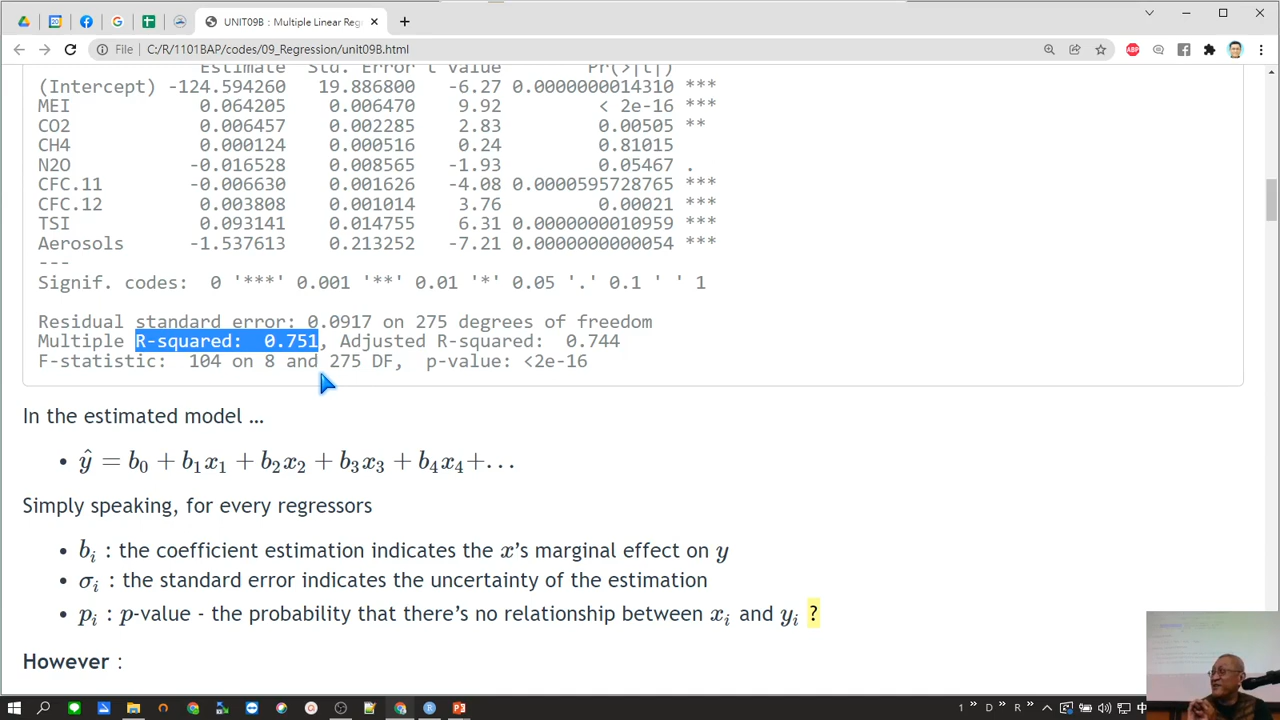 UNIT09B : Multiple Linear Reg
File C:/R/1101BAP/codes/09_Regression/unit09B.html
Estimate Std. Error t value Pr(>|t|)
(Intercept) -124.594260 19.886800 -6.27 0.0000000014310 ***
MEI 0.064205 0.006470 9.92 < 2e-16 ***
CO2 0.006457 0.002285 2.83 0.00505 **
CH4 0.000124 0.000516 0.24 0.81015
N2O -0.016528 0.008565 -1.93 0.05467 .
CFC.11 -0.006630 0.001626 -4.08 0.0000595728765 ***
CFC.12 0.003808 0.001014 3.76 0.00021 ***
TSI 0.093141 0.014755 6.31 0.0000000010959 ***
Aerosols -1.537613 0.213252 -7.21 0.0000000000054 ***
---
Signif. codes: 0 '***' 0.001 '**' 0.01 '*' 0.05 '.' 0.1 ' ' 1
Residual standard error: 0.0917 on 275 degrees of freedom
Multiple R-squared: 0.751, Adjusted R-squared: 0.744
F-statistic: 104 on 8 and 275 DF, p-value: <2e-16
In the estimated model …
• ŷ = b₀ + b₁x₁ + b₂x₂ + b₃x₃ + b₄x₄+…
Simply speaking, for every regressors
• bᵢ : the coefficient estimation indicates the x's marginal effect on y
• σᵢ : the standard error indicates the uncertainty of the estimation
• pᵢ : p-value - the probability that there's no relationship between xᵢ and yᵢ ?
However :
1 » D » R » 中